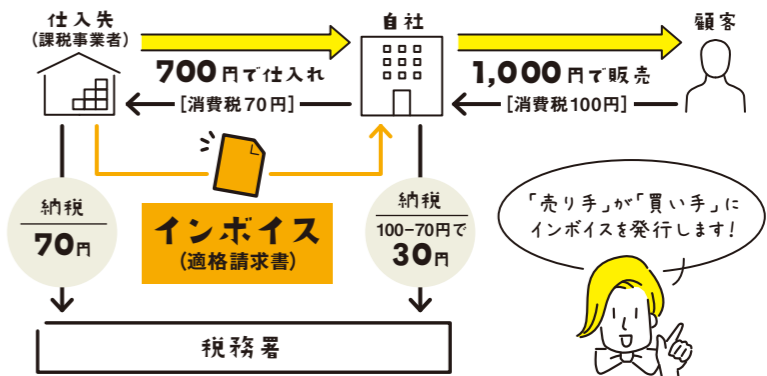 仕入先
(課税事業者)
自社
顧客
700円で仕入れ
1,000円で販売
[消費税70円]
[消費税100円]
納税
70円
インボイス
(適格請求書)
納税
100-70円で
30円
「売り手」が「買い手」に
インボイスを発行します!
税務署